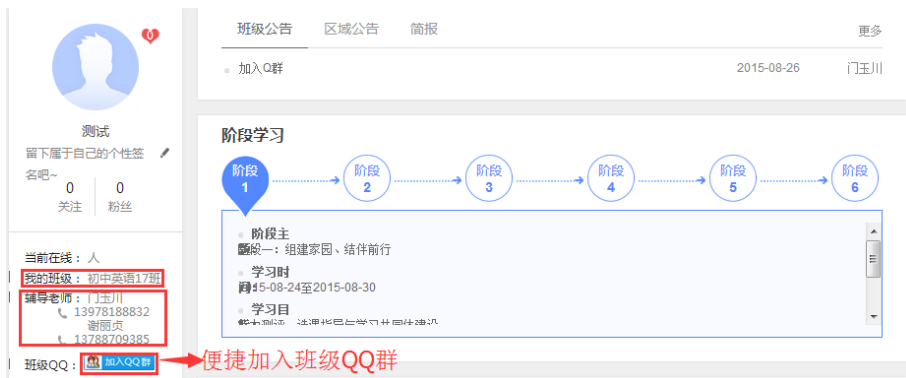 0
测试
留下属于自己的个性签
名吧~
0
0
关注
粉丝
当前在线：人
我的班级：初中英语17班
辅导老师：门玉川
13978188832
谢丽贞
13788709385
班级QQ：加入QQ群
便捷加入班级QQ群
班级公告 区域公告 简报 更多
加入Q群 2015-08-26 门玉川
阶段学习
阶段
1
阶段
2
阶段
3
阶段
4
阶段
5
阶段
6
阶段主
段一：组建家园、结伴前行
学习时
5-08-24至2015-08-30
学习目